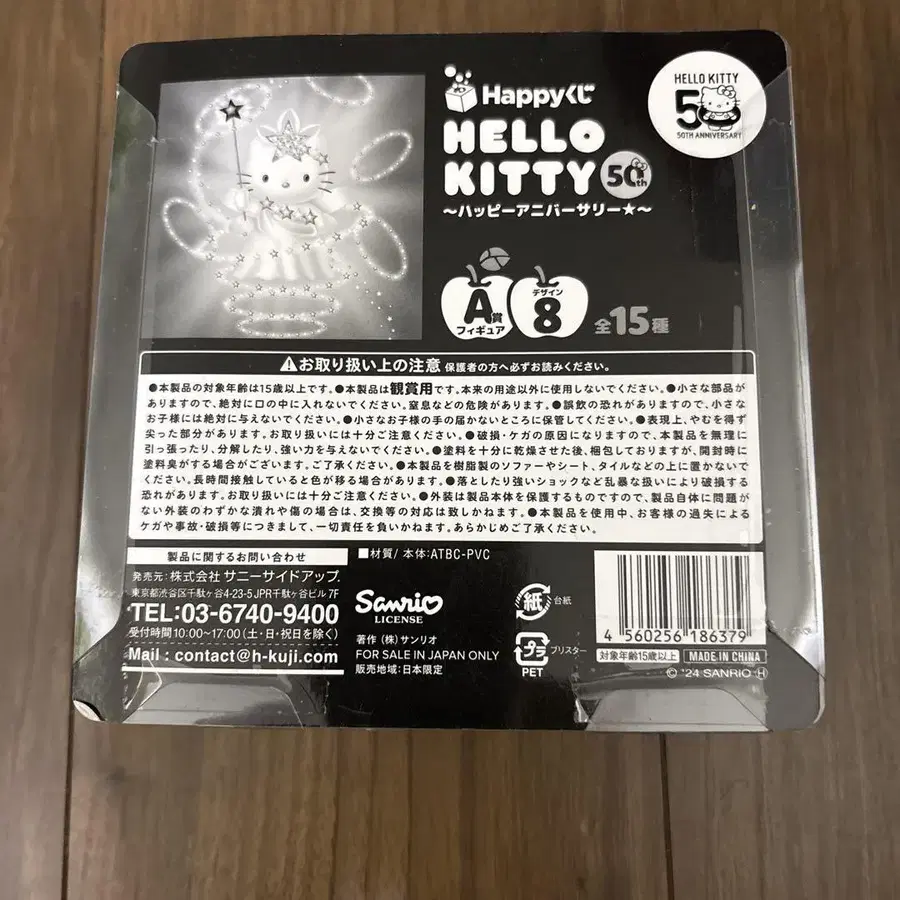 Happyくじ
HELLO
KITTY 50th
～ハッピーアニバーサリー★～
HELLO KITTY
50
50TH ANNIVERSARY
A賞
フィギュア
デザイン
8
全15種
お取り扱い上の注意 保護者の方へ必ずお読みください。
●本製品の対象年齢は15歳以上です。●本製品は観賞用です。本来の用途以外に使用しないでください。●小さな部品が
ありますので、絶対に口の中に入れないでください。窒息などの危険があります。●誤飲の恐れがありますので、小さな
お子様には絶対に与えないでください。●小さなお子様の手の届かないところに保管してください。●表現上、やむを得ず
尖った部分があります。お取り扱いには十分ご注意ください。●破損・ケガの原因になりますので、本製品を無理に
引っ張ったり、分解したり、強い力を与えないでください。●塗料を十分に乾燥させた後、梱包しておりますが、開封時に
塗料臭がする場合がございます。ご了承ください。●本製品を樹脂製のソファーやシート、タイルなどの上に置かないで
ください。長時間接触していると色が移る場合があります。●落としたり強いショックなど乱暴な扱いにより破損する
恐れがあります。お取り扱いには十分ご注意ください。●外装は製品本体を保護するものですので、製品自体に問題が
ない外装のわずかな潰れや傷の場合は、交換等の対応は致しかねます。●本製品を使用中、お客様の過失による
ケガや事故・破損等につきまして、一切責任を負いかねます。あらかじめご了承ください。
製品に関するお問い合わせ
発売元:株式会社 サニーサイドアップ
東京都渋谷区千駄ヶ谷4-23-5 JPR千駄ヶ谷ビル 7F
TEL:03-6740-9400
受付時間10:00~17:00(土・日・祝日を除く)
Mail : contact@h-kuji.com
■材質/本体:ATBC-PVC
Sanrio
LICENSE
著作 (株) サンリオ
FOR SALE IN JAPAN ONLY
販売地域:日本限定
紙 台紙
プラ ブリスター
PET
4 560256 186379
対象年齢15歳以上 MADE IN CHINA
© '24 SANRIO Ⓗ